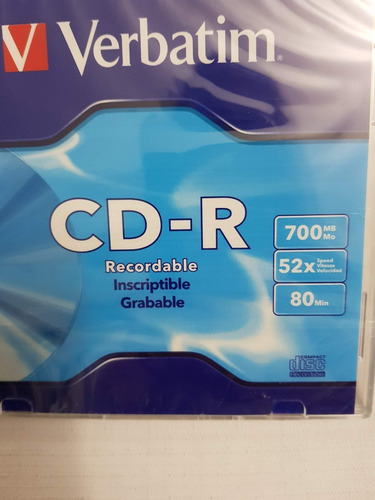 V Verbatim®
CD-R
Recordable
Inscriptible
Grabable
700 MB Mo
52x Speed Vitesse Velocidad
80 Min
COMPACT
disc
Recordable